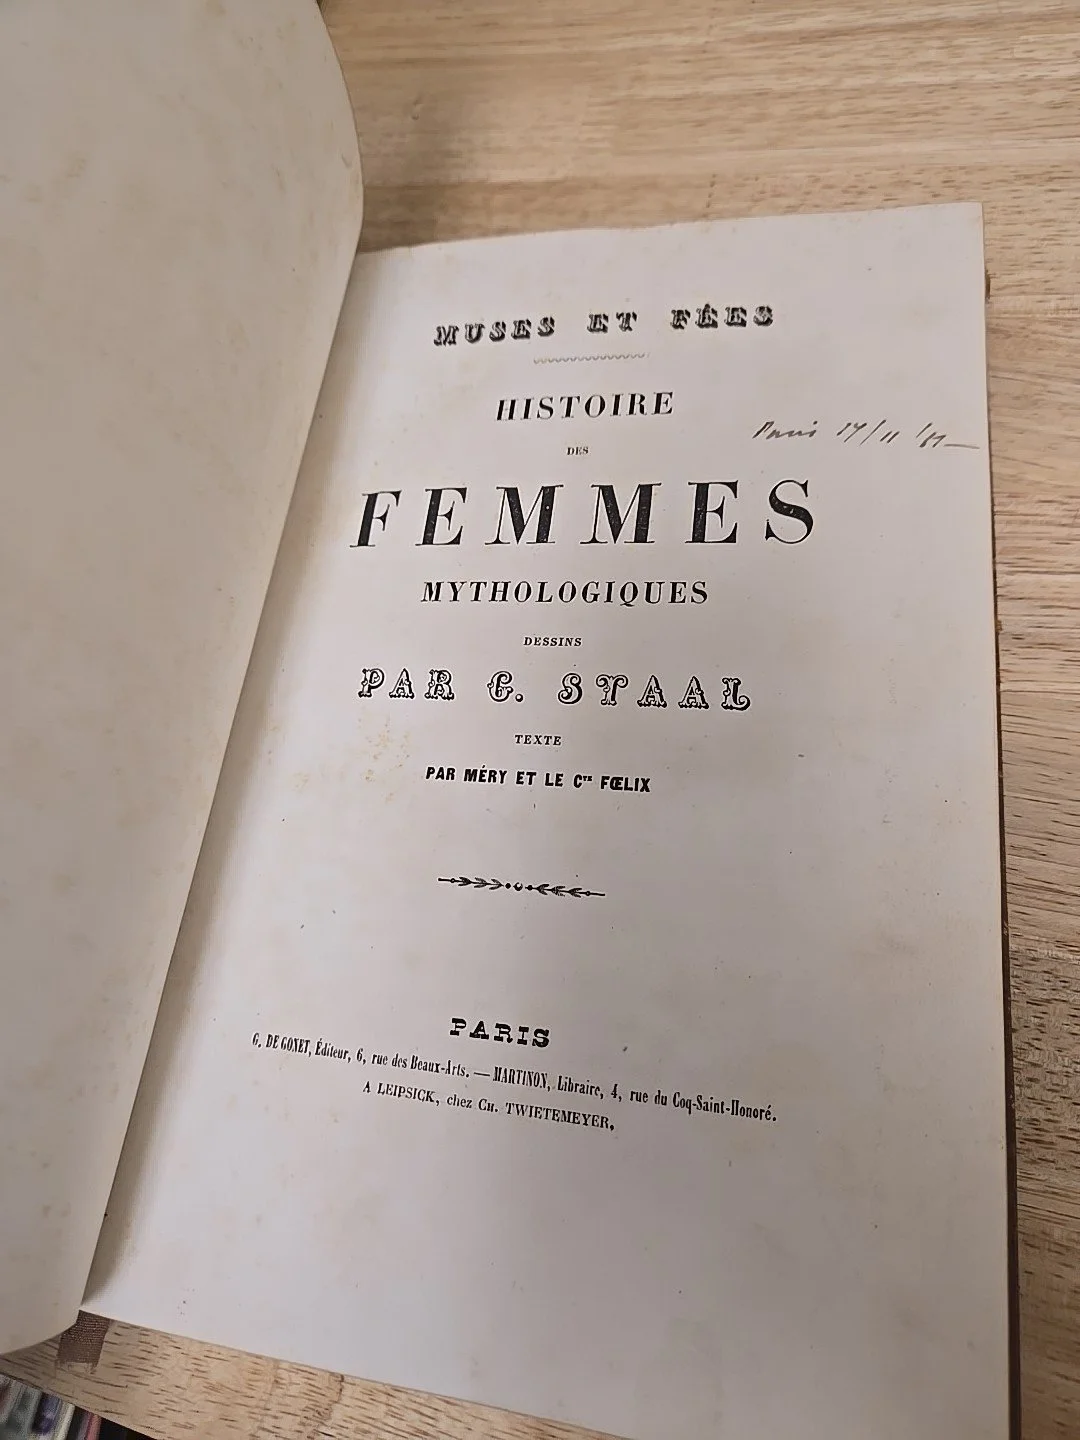 MUSES ET FÉES
HISTOIRE
DES
FEMMES
MYTHOLOGIQUES
DESSINS
PAR G. STAAL
TEXTE
PAR MÉRY ET LE Cᵗᵉ FŒLIX
PARIS
G. DE GONET, Éditeur, 6, rue des Beaux-Arts. — MARTINON, Libraire, 4, rue du Coq-Saint-Honoré.
A LEIPSICK, chez CH. TWIETEMEYER.
Paris